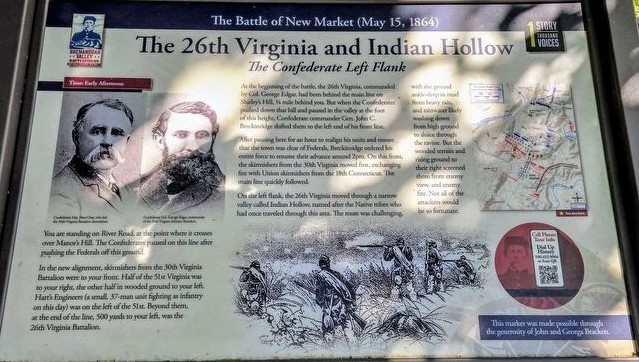 The Battle of New Market (May 15, 1864)
SHENANDOAH
VALLEY
BATTLEFIELDS
1 STORY
THOUSAND
VOICES
The 26th Virginia and Indian Hollow
The Confederate Left Flank
Time: Early Afternoon
At the beginning of the battle, the 26th Virginia, commanded
by Col. George Edgar, had been behind the main line on
Shirley's Hill, ¾ mile behind you. But when the Confederates
pushed down that hill and paused in the valley at the foot
of this height, Confederate commander Gen. John C.
Breckinridge shifted them to the left end of his front line.
After pausing here for an hour to realign his units and ensure
that the town was clear of Federals, Breckinridge ordered his
entire force to resume their advance around 2pm. On this front,
the skirmishers from the 30th Virginia moved first, exchanging
fire with Union skirmishers from the 18th Connecticut. The
main line quickly followed.
On the left flank, the 26th Virginia moved through a narrow
valley called Indian Hollow, named after the Native tribes who
had once traveled through this area. The route was challenging,
with the ground
ankle-deep in mud
from heavy rain,
and rainwater likely
washing down
from high ground
to sluice through
the ravine. But the
wooded terrain and
rising ground to
their right screened
them from enemy
view, and enemy
fire. Not all of the
attackers would
be so fortunate.
You are standing on River Road, at the point where it crosses
over Manor's Hill. The Confederates paused on this line after
pushing the Federals off this ground.
In the new alignment, skirmishers from the 30th Virginia
Battalion were to your front. Half of the 51st Virginia was
to your right, the other half in wooded ground to your left.
Hart's Engineers (a small, 37-man unit fighting as infantry
on this day) was on the left of the 51st. Beyond them,
at the end of the line, 500 yards to your left, was the
26th Virginia Battalion.
Cell Phone
Tour Info
Dial Up
History
or Scan QR
This marker was made possible through
the generosity of John and Georga Bracken.